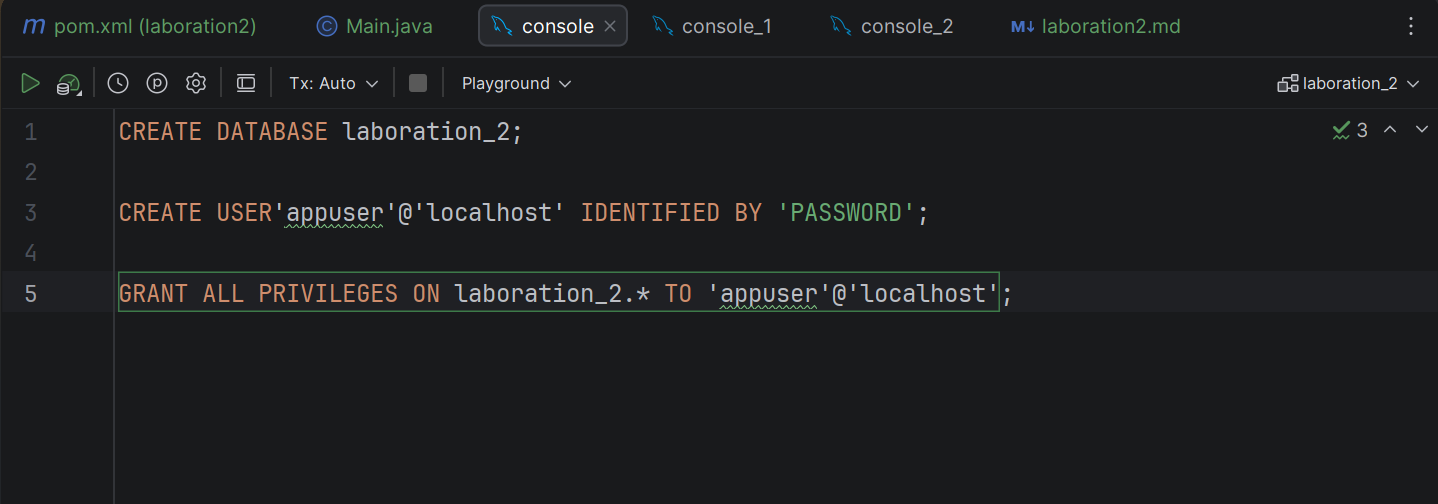 m pom.xml (laboration2) © Main.java console × console_1 console_2 M↓ laboration2.md
Tx: Auto Playground laboration_2
1 CREATE DATABASE laboration_2; 3
2
3 CREATE USER'appuser'@'localhost' IDENTIFIED BY 'PASSWORD';
4
5 GRANT ALL PRIVILEGES ON laboration_2.* TO 'appuser'@'localhost';